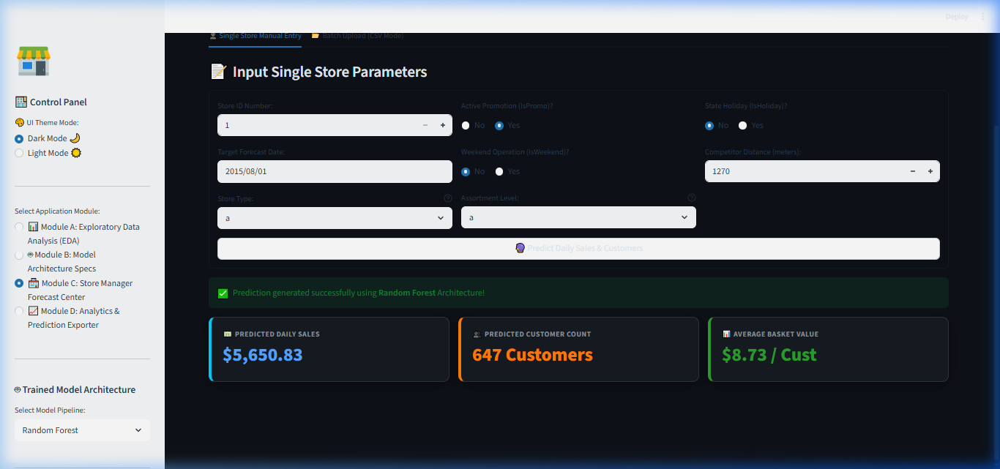 Deploy
Control Panel
UI Theme Mode:
Dark Mode
Light Mode
Select Application Module:
Module A: Exploratory Data
Analysis (EDA)
Module B: Model
Architecture Specs
Module C: Store Manager
Forecast Center
Module D: Analytics &
Prediction Exporter
Trained Model Architecture
Select Model Pipeline:
Random Forest
Single Store Manual Entry
Batch Upload (CSV Mode)
Input Single Store Parameters
Store ID Number:
1
Active Promotion (IsPromo)?
No Yes
State Holiday (IsHoliday)?
No Yes
Target Forecast Date:
2015/08/01
Weekend Operation (IsWeekend)?
No Yes
Competitor Distance (meters):
1270
Store Type:
a
Assortment Level:
a
Predict Daily Sales & Customers
Prediction generated successfully using Random Forest Architecture!
PREDICTED DAILY SALES
$5,650.83
PREDICTED CUSTOMER COUNT
647 Customers
AVERAGE BASKET VALUE
$8.73 / Cust